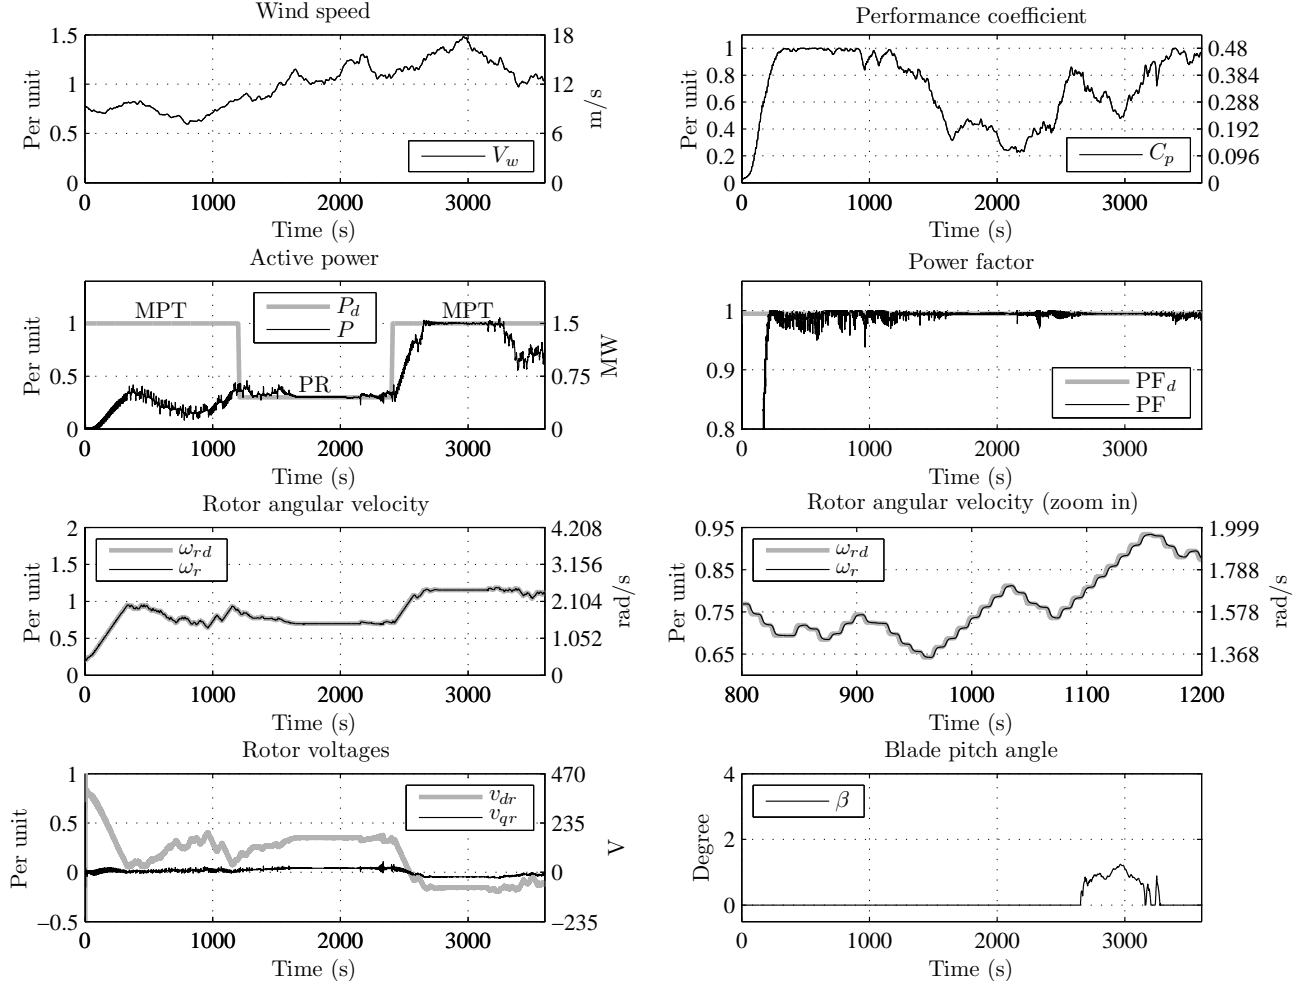 Wind speed
1.5
1
0.5
0
18
12
6
0
Per unit
m/s
V_w
0 1000 2000 3000
Time (s)
Performance coefficient
1
0.8
0.6
0.4
0.2
0
0.48
0.384
0.288
0.192
0.096
0
Per unit
C_p
0 1000 2000 3000
Time (s)
Active power
1
0.5
0
1.5
0.75
0
Per unit
MW
MPT
P_d
P
MPT
PR
0 1000 2000 3000
Time (s)
Power factor
1
0.9
0.8
Per unit
PF_d
PF
0 1000 2000 3000
Time (s)
Rotor angular velocity
2
1.5
1
0.5
0
4.208
3.156
2.104
1.052
0
Per unit
rad/s
ω_rd
ω_r
0 1000 2000 3000
Time (s)
Rotor angular velocity (zoom in)
0.95
0.85
0.75
0.65
1.999
1.788
1.578
1.368
Per unit
rad/s
ω_rd
ω_r
800 900 1000 1100 1200
Time (s)
Rotor voltages
1
0.5
0
−0.5
470
235
0
−235
Per unit
V
v_dr
v_qr
0 1000 2000 3000
Time (s)
Blade pitch angle
4
2
0
Degree
β
0 1000 2000 3000
Time (s)